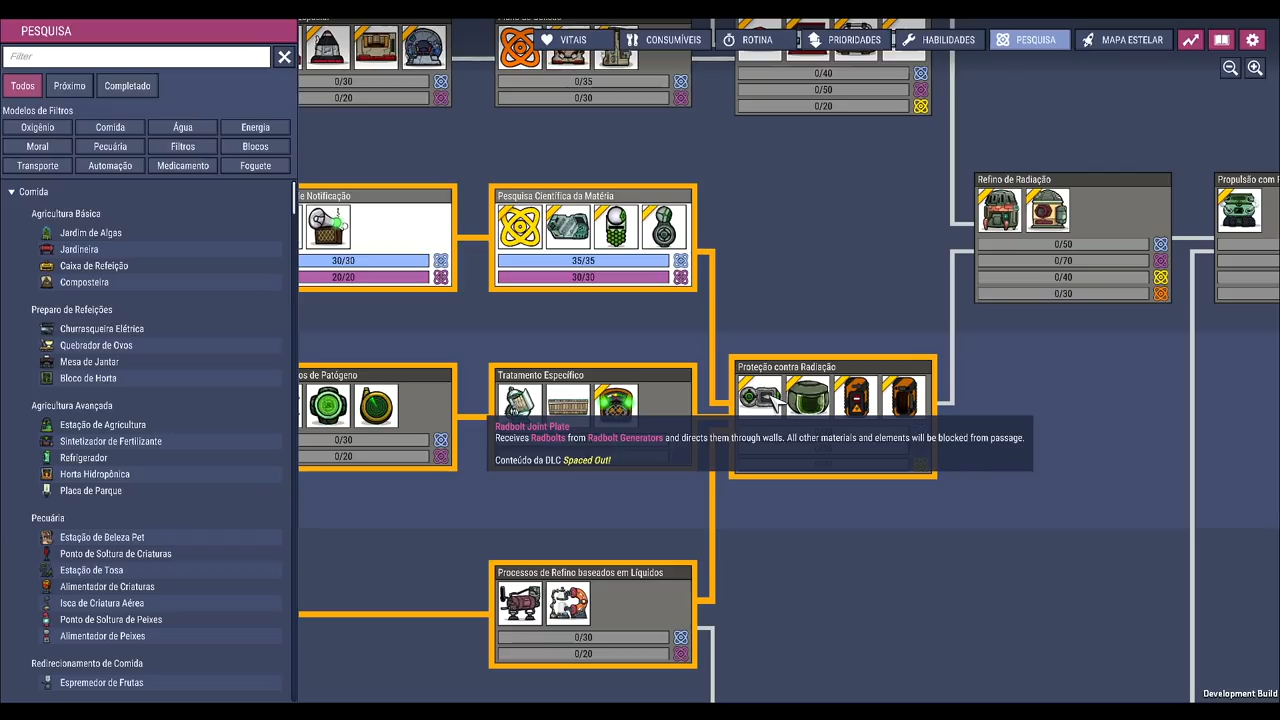 PESQUISA
Filter
VITAIS
CONSUMÍVEIS
ROTINA
PRIORIDADES
HABILIDADES
PESQUISA
MAPA ESTELAR
Todos
Próximo
Completado
Modelos de Filtros
Oxigênio
Comida
Água
Energia
Moral
Pecuária
Filtros
Blocos
Transporte
Automação
Medicamento
Foguete
Comida
Agricultura Básica
Jardim de Algas
Jardineira
Caixa de Refeição
Composteira
Preparo de Refeições
Churrasqueira Elétrica
Quebrador de Ovos
Mesa de Jantar
Bloco de Horta
Agricultura Avançada
Estação de Agricultura
Sintetizador de Fertilizante
Refrigerador
Horta Hidropônica
Placa de Parque
Pecuária
Estação de Beleza Pet
Ponto de Soltura de Criaturas
Estação de Tosa
Alimentador de Criaturas
Isca de Criatura Aérea
Ponto de Soltura de Peixes
Alimentador de Peixes
Redirecionamento de Comida
Espremedor de Frutas
0/30
0/20
0/35
0/30
0/40
0/50
0/20
de Notificação
30/30
20/20
Pesquisa Científica da Matéria
35/35
30/30
Refino de Radiação
0/50
0/70
0/40
0/30
Propulsão com
os de Patógeno
0/30
0/20
Tratamento Específico
Proteção contra Radiação
Radbolt Joint Plate
Receives Radbolts from Radbolt Generators and directs them through walls. All other materials and elements will be blocked from passage.
Conteúdo da DLC Spaced Out!
Processos de Refino baseados em Líquidos
0/30
0/20
Development Build